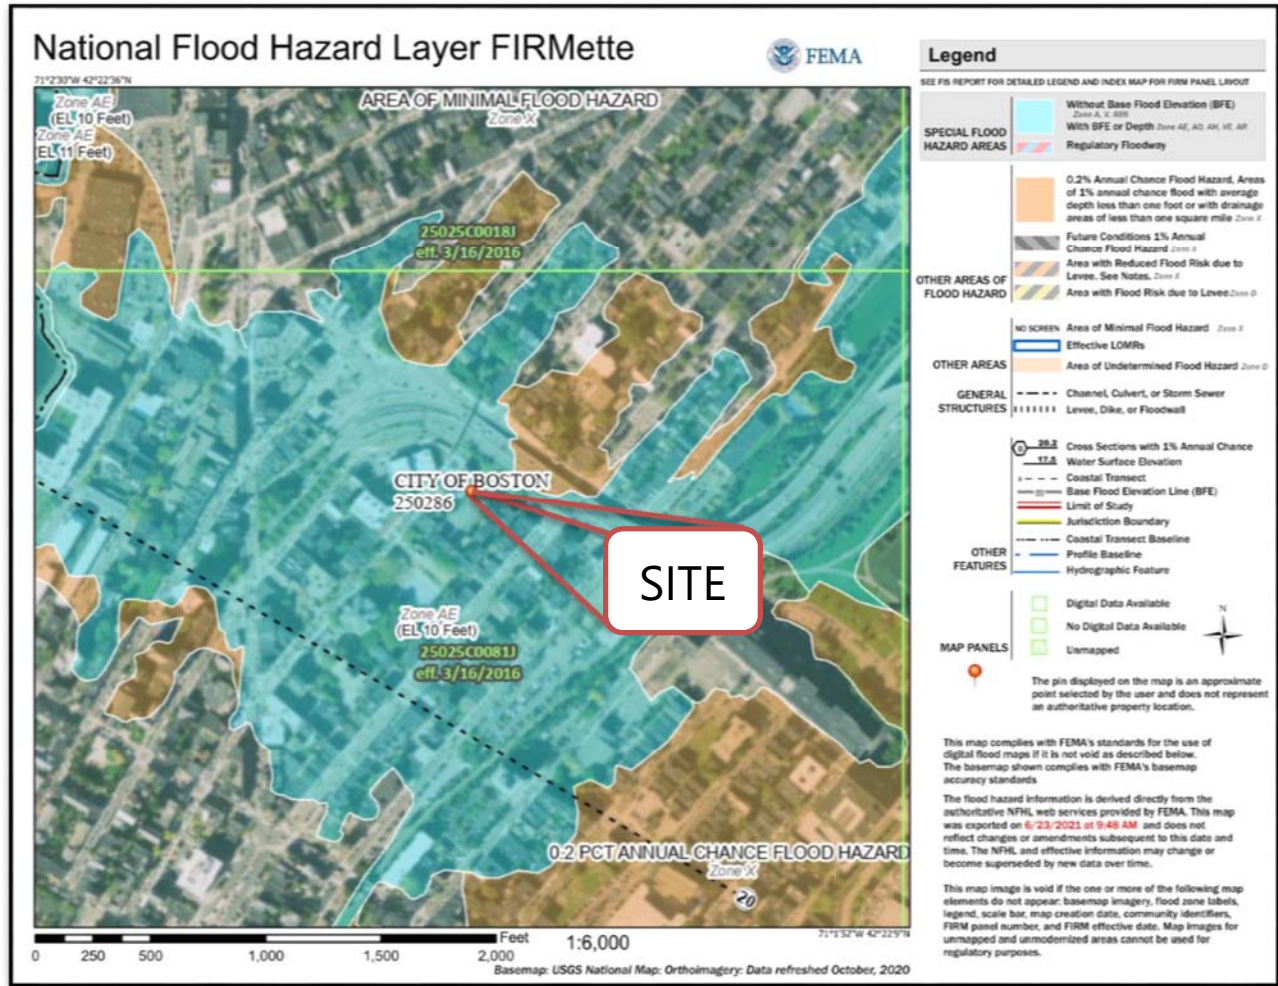 National Flood Hazard Layer FIRMette
FEMA
71°2'30"W 42°22'36"N
Zone AE
(EL 10 Feet)
Zone AE
(EL 11 Feet)
AREA OF MINIMAL FLOOD HAZARD
Zone X
25025C0018J
eff. 3/16/2016
CITY OF BOSTON
250286
SITE
Zone AE
(EL 10 Feet)
25025C0081J
eff. 3/16/2016
0.2 PCT ANNUAL CHANCE FLOOD HAZARD
Zone X
20
71°1'52"W 42°22'9"N
0 250 500 1,000 1,500 2,000 Feet 1:6,000
Basemap: USGS National Map: Orthoimagery: Data refreshed October, 2020
Legend
SEE FIS REPORT FOR DETAILED LEGEND AND INDEX MAP FOR FIRM PANEL LAYOUT
SPECIAL FLOOD
HAZARD AREAS
Without Base Flood Elevation (BFE)
Zone A, V, A99
With BFE or Depth Zone AE, AO, AH, VE, AR
Regulatory Floodway
0.2% Annual Chance Flood Hazard, Areas
of 1% annual chance flood with average
depth less than one foot or with drainage
areas of less than one square mile Zone X
Future Conditions 1% Annual
Chance Flood Hazard Zone X
Area with Reduced Flood Risk due to
Levee. See Notes. Zone X
Area with Flood Risk due to Levee Zone D
OTHER AREAS OF
FLOOD HAZARD
NO SCREEN Area of Minimal Flood Hazard Zone X
Effective LOMRs
Area of Undetermined Flood Hazard Zone D
OTHER AREAS
GENERAL
STRUCTURES
Channel, Culvert, or Storm Sewer
Levee, Dike, or Floodwall
20.2 Cross Sections with 1% Annual Chance
17.5 Water Surface Elevation
Coastal Transect
Base Flood Elevation Line (BFE)
Limit of Study
Jurisdiction Boundary
Coastal Transect Baseline
Profile Baseline
Hydrographic Feature
OTHER
FEATURES
Digital Data Available
No Digital Data Available
Unmapped
MAP PANELS
N
The pin displayed on the map is an approximate
point selected by the user and does not represent
an authoritative property location.
This map complies with FEMA's standards for the use of
digital flood maps if it is not void as described below.
The basemap shown complies with FEMA's basemap
accuracy standards
The flood hazard information is derived directly from the
authoritative NFHL web services provided by FEMA. This map
was exported on 6/23/2021 at 9:48 AM and does not
reflect changes or amendments subsequent to this date and
time. The NFHL and effective information may change or
become superseded by new data over time.
This map image is void if the one or more of the following map
elements do not appear: basemap imagery, flood zone labels,
legend, scale bar, map creation date, community identifiers,
FIRM panel number, and FIRM effective date. Map images for
unmapped and unmodernized areas cannot be used for
regulatory purposes.